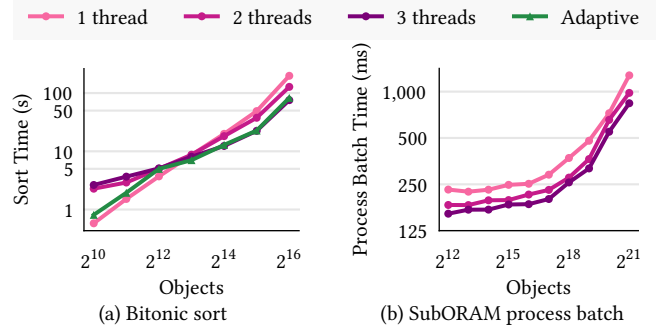 1 thread 2 threads 3 threads Adaptive
Sort Time (s)
100
50
10
5
1
2^10 2^12 2^14 2^16
Objects
(a) Bitonic sort
Process Batch Time (ms)
1,000
500
250
125
2^12 2^15 2^18 2^21
Objects
(b) SubORAM process batch